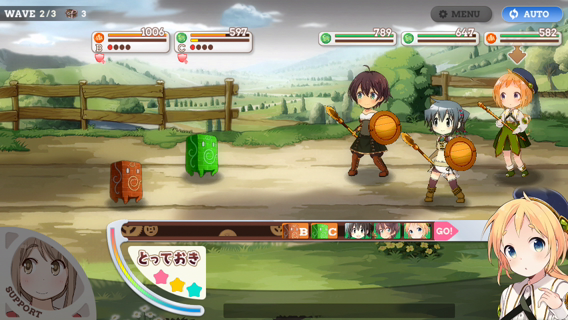 WAVE 2/3 3
MENU
AUTO
1006
B
597
C
789
647
582
B
C
GO!
とっておき
SUPPORT